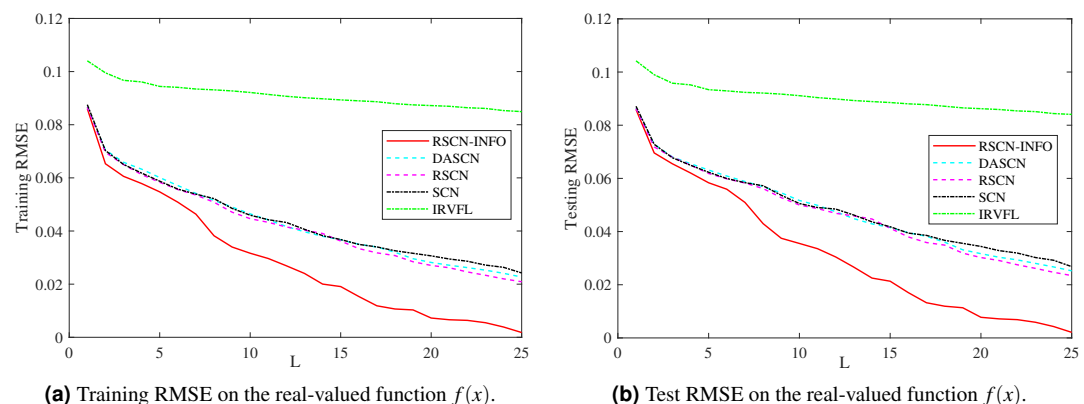 0.12
0.1
0.08
0.06
0.04
0.02
0
Training RMSE
0 5 10 15 20 25
L
RSCN-INFO
DASCN
RSCN
SCN
IRVFL
(a) Training RMSE on the real-valued function f(x).
0.12
0.1
0.08
0.06
0.04
0.02
0
Testing RMSE
0 5 10 15 20 25
L
RSCN-INFO
DASCN
RSCN
SCN
IRVFL
(b) Test RMSE on the real-valued function f(x).